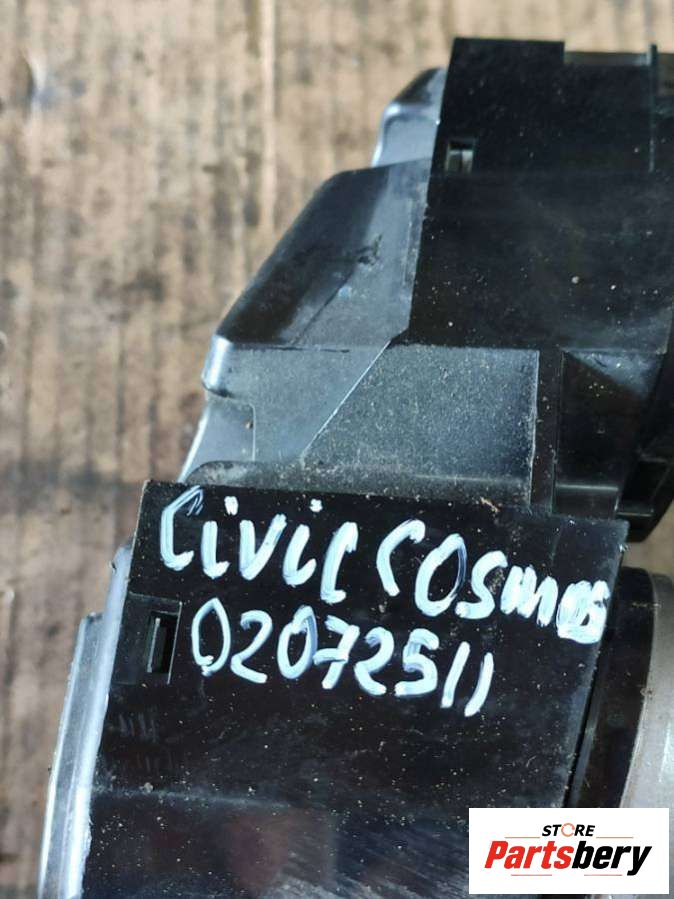 Civic COSMOS
02072511
STORE
Partsbery